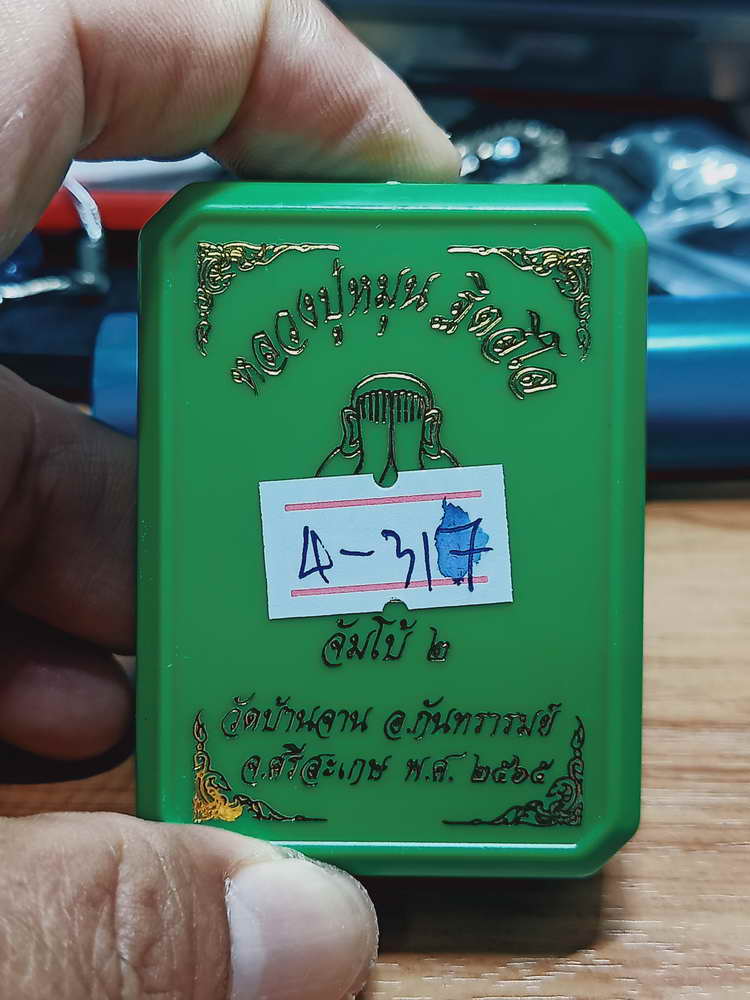 หลวงปู่หมุน ฐิตสีโล
4-317
จัมโบ้ ๒
วัดบ้านจาน อ.กันทรารมย์
จ.ศรีสะเกษ พ.ศ. ๒๕๖๕